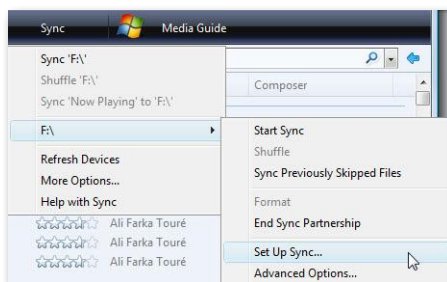 Sync Media Guide
Sync 'F:\'
Shuffle 'F:\'
Sync 'Now Playing' to 'F:\'
F:\
Refresh Devices
More Options...
Help with Sync
Composer
Start Sync
Shuffle
Sync Previously Skipped Files
Format
End Sync Partnership
Set Up Sync...
Advanced Options...
Ali Farka Touré
Ali Farka Touré
Ali Farka Touré